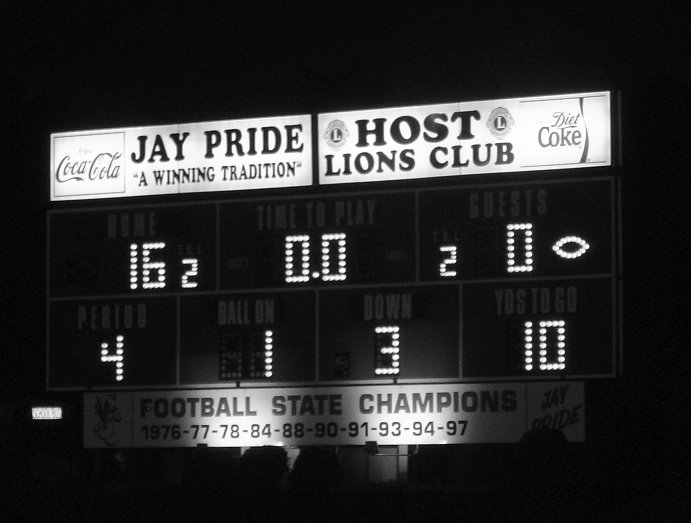 Enjoy
Coca-Cola
JAY PRIDE
"A WINNING TRADITION"
HOST
LIONS CLUB
L
L
Diet
Coke
HOME
TIME TO PLAY
GUESTS
16
2
0.0
2
0
PERIOD
BALL ON
DOWN
YDS TO GO
4
1
3
10
FOOTBALL STATE CHAMPIONS
1976-77-78-84-88-90-91-93-94-97
JAY
PRIDE